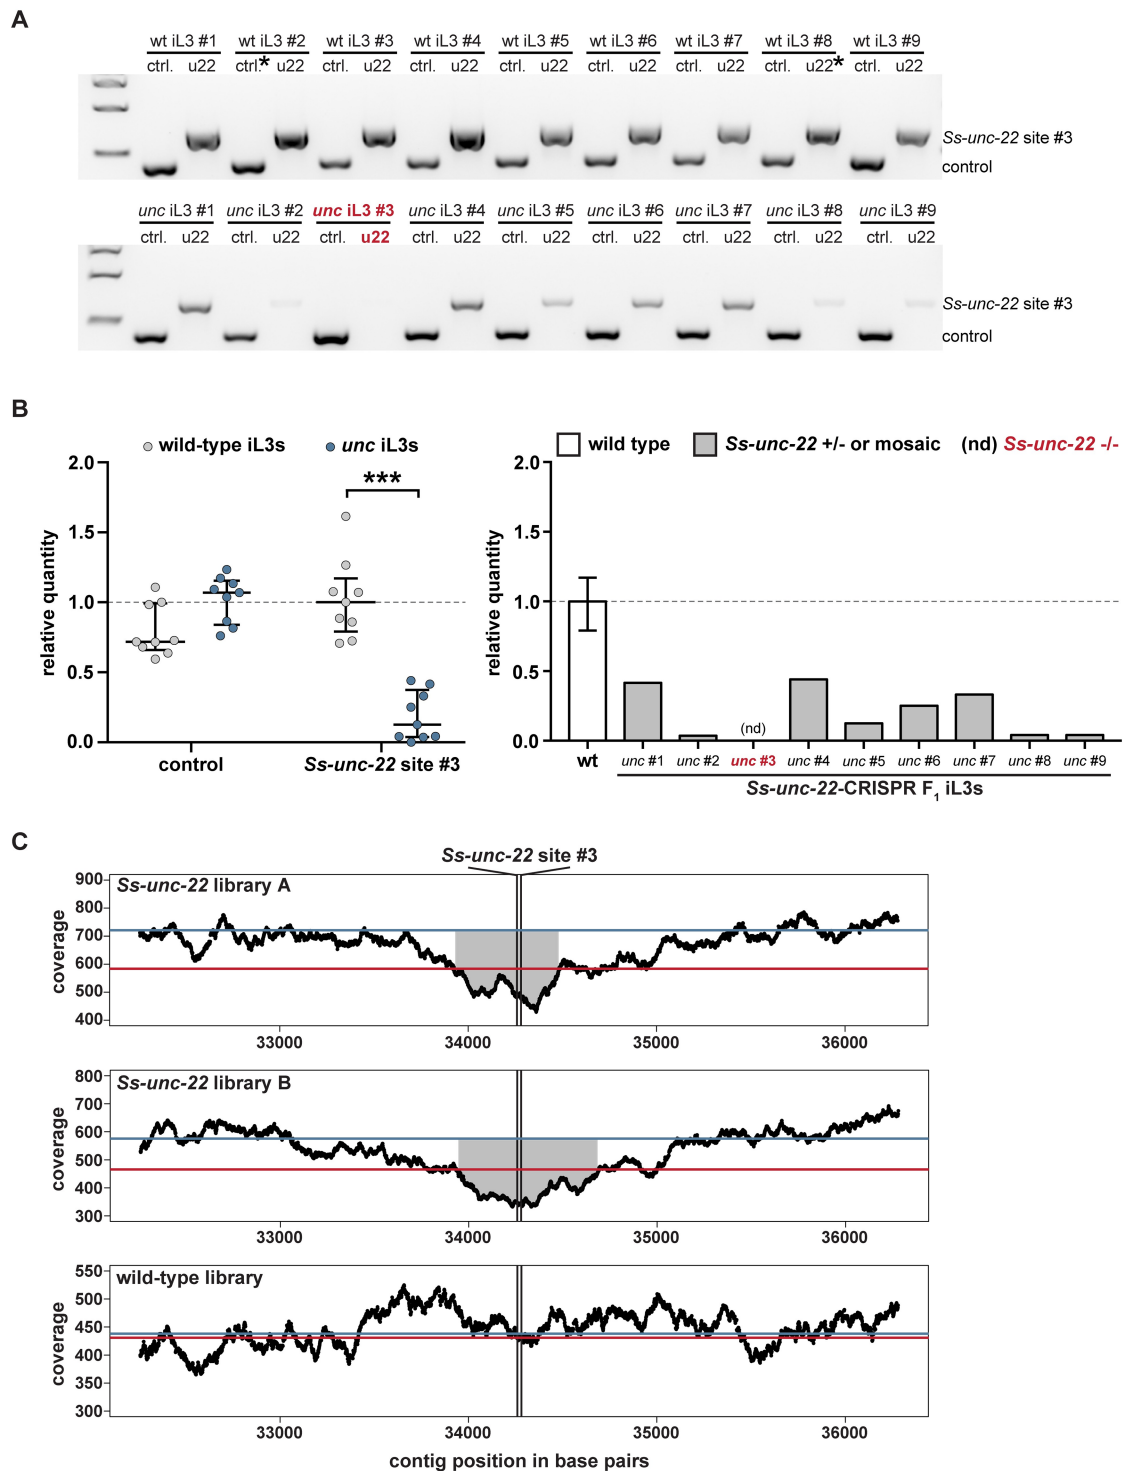 A
wt iL3 #1 wt iL3 #2 wt iL3 #3 wt iL3 #4 wt iL3 #5 wt iL3 #6 wt iL3 #7 wt iL3 #8 wt iL3 #9
ctrl. u22 ctrl.* u22 ctrl. u22 ctrl. u22 ctrl. u22 ctrl. u22 ctrl. u22 ctrl. u22* ctrl. u22
Ss-unc-22 site #3
control
unc iL3 #1 unc iL3 #2 unc iL3 #3 unc iL3 #4 unc iL3 #5 unc iL3 #6 unc iL3 #7 unc iL3 #8 unc iL3 #9
ctrl. u22 ctrl. u22 ctrl. u22 ctrl. u22 ctrl. u22 ctrl. u22 ctrl. u22 ctrl. u22 ctrl. u22
Ss-unc-22 site #3
control
B
wild-type iL3s unc iL3s
2.0
1.5
1.0
0.5
0.0
relative quantity
***
control Ss-unc-22 site #3
wild type Ss-unc-22 +/- or mosaic (nd) Ss-unc-22 -/-
2.0
1.5
1.0
0.5
0.0
relative quantity
(nd)
wt unc #1 unc #2 unc #3 unc #4 unc #5 unc #6 unc #7 unc #8 unc #9
Ss-unc-22-CRISPR F1 iL3s
C
Ss-unc-22 site #3
Ss-unc-22 library A
900
800
700
600
500
400
coverage
33000 34000 35000 36000
Ss-unc-22 library B
800
700
600
500
400
300
coverage
33000 34000 35000 36000
wild-type library
550
500
450
400
350
300
coverage
33000 34000 35000 36000
contig position in base pairs